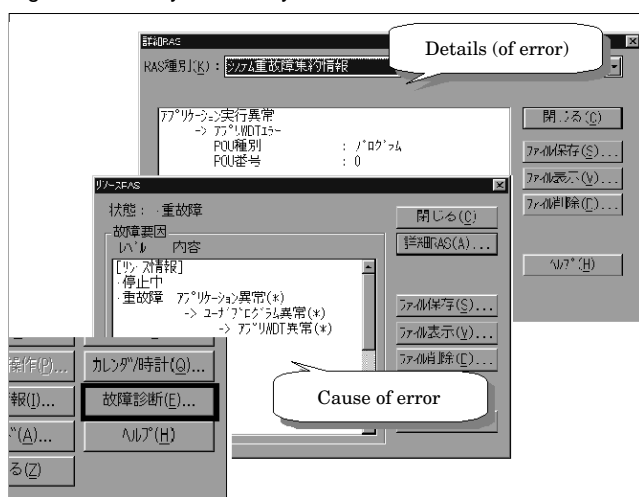 詳細RAS
Details (of error)
RAS種別(K) : システム重故障集約情報
アプリケーション実行異常
-> アプリWDTエラー
POU種別 : プログラム
POU番号 : 0
閉じる(C)
ファイル保存(S)...
ファイル表示(V)...
ファイル削除(E)...
ヘルプ(H)
リソースRAS
状態: 重故障
故障要因
レベル 内容
[リソース情報]
停止中
重故障 アプリケーション異常(*)
-> ユーザプログラム異常(*)
-> アプリWDT異常(*)
閉じる(C)
詳細RAS(A)...
ファイル保存(S)...
ファイル表示(V)...
ファイル削除(E)...
Cause of error
操作(P)...
カレンダ/時計(Q)...
報(I)...
故障診断(E)...
(A)...
ヘルプ(H)
る(Z)